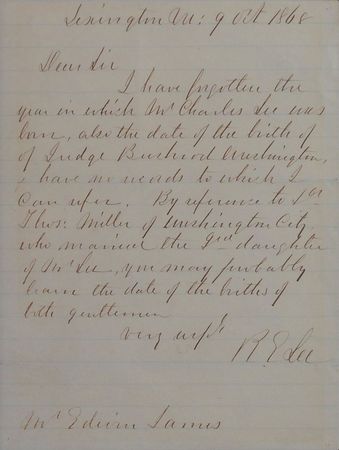 Lexington Va: 9 Oct 1868
Dear Sir
I have forgotten the
year in which Mr Charles Lee was
born, also the date of the birth of
of Judge Bushrod Washington,
& have no records to which I
can refer. By reference to Dr
Thos: Miller of Washington City
who married the grd daughter
of Mr Lee, you may probably
learn the date of the births of
both gentlemen
Very respt
R E Lee
Mr Edwin James